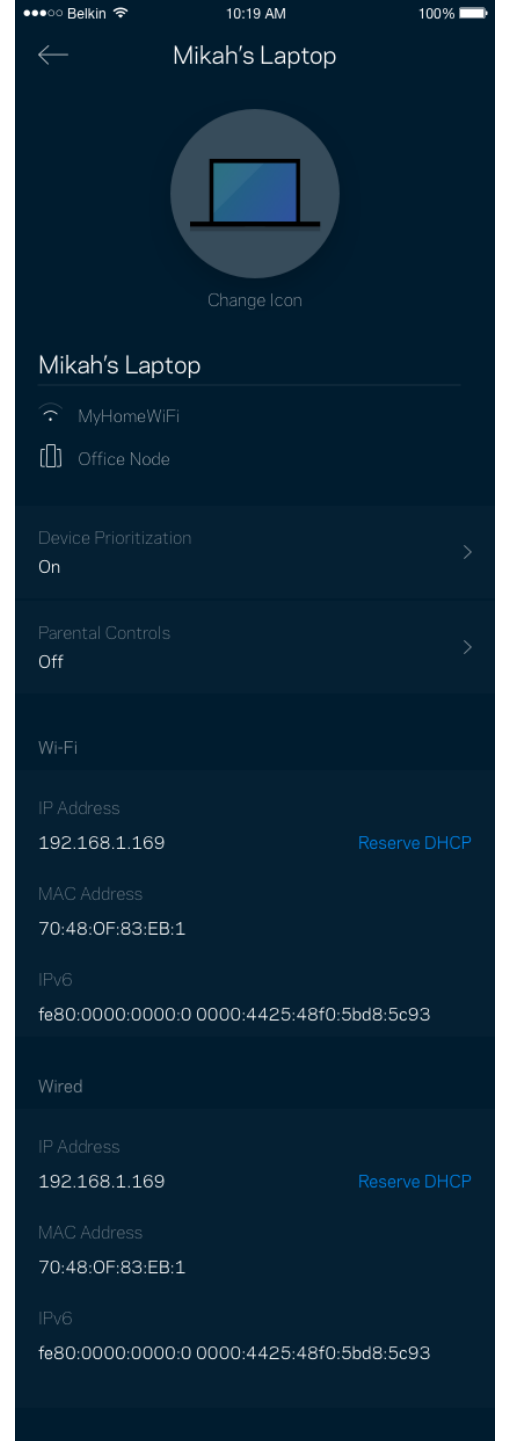 Belkin 10:19 AM 100%
Mikah's Laptop
Change Icon
Mikah's Laptop
MyHomeWiFi
Office Node
Device Prioritization
On
Parental Controls
Off
Wi-Fi
IP Address
192.168.1.169 Reserve DHCP
MAC Address
70:48:0F:83:EB:1
IPv6
fe80:0000:0000:0 0000:4425:48f0:5bd8:5c93
Wired
IP Address
192.168.1.169 Reserve DHCP
MAC Address
70:48:0F:83:EB:1
IPv6
fe80:0000:0000:0 0000:4425:48f0:5bd8:5c93